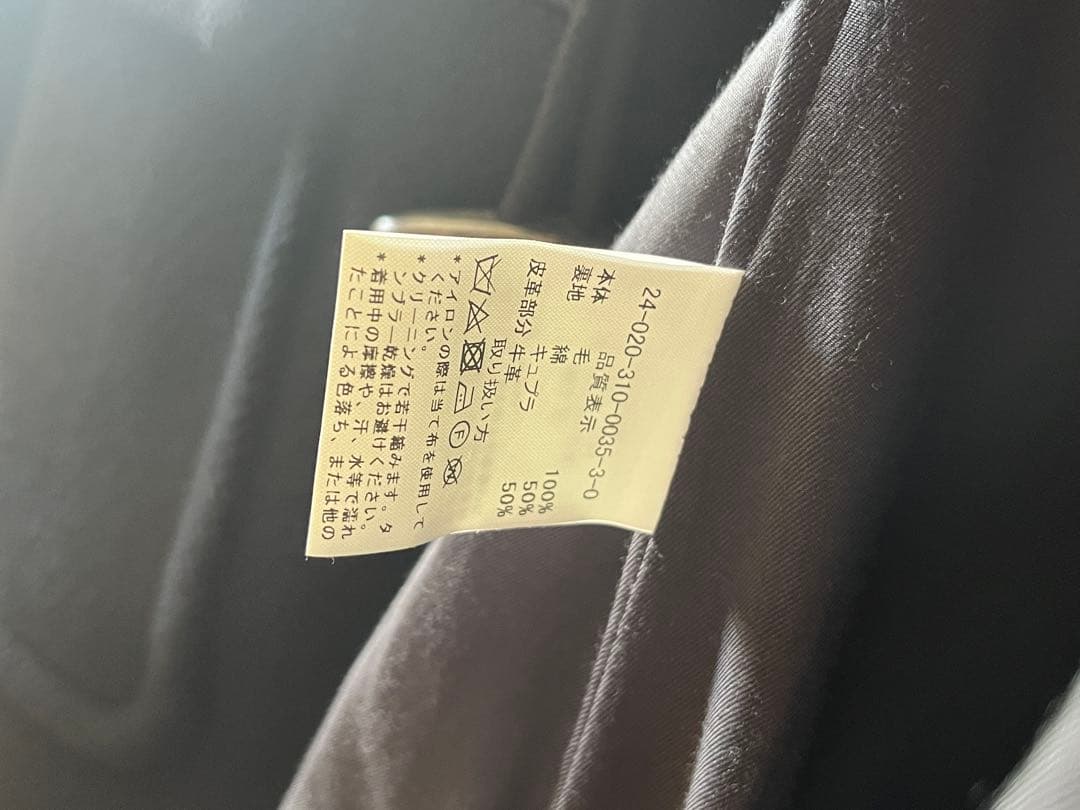 24-020-310-0035-3-0
品質表示
本体 毛 100%
裏地 綿 50%
キュプラ 50%
皮革部分 牛革
取り扱い方
F
*アイロンの際は当て布を使用して
ください。
*クリーニングで若干縮みます。タ
ンブラー乾燥はお避けください。
*着用中の摩擦や、汗、水等で濡れ
たことによる色落ち、または他の